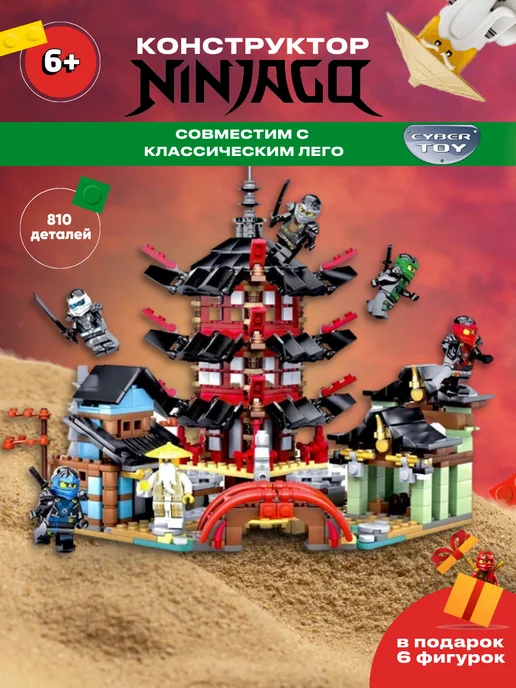 6+
КОНСТРУКТОР
NINJAGO
СОВМЕСТИМ С
КЛАССИЧЕСКИМ ЛЕГО
CYBER
TOY
810
деталей
в подарок
6 фигурок